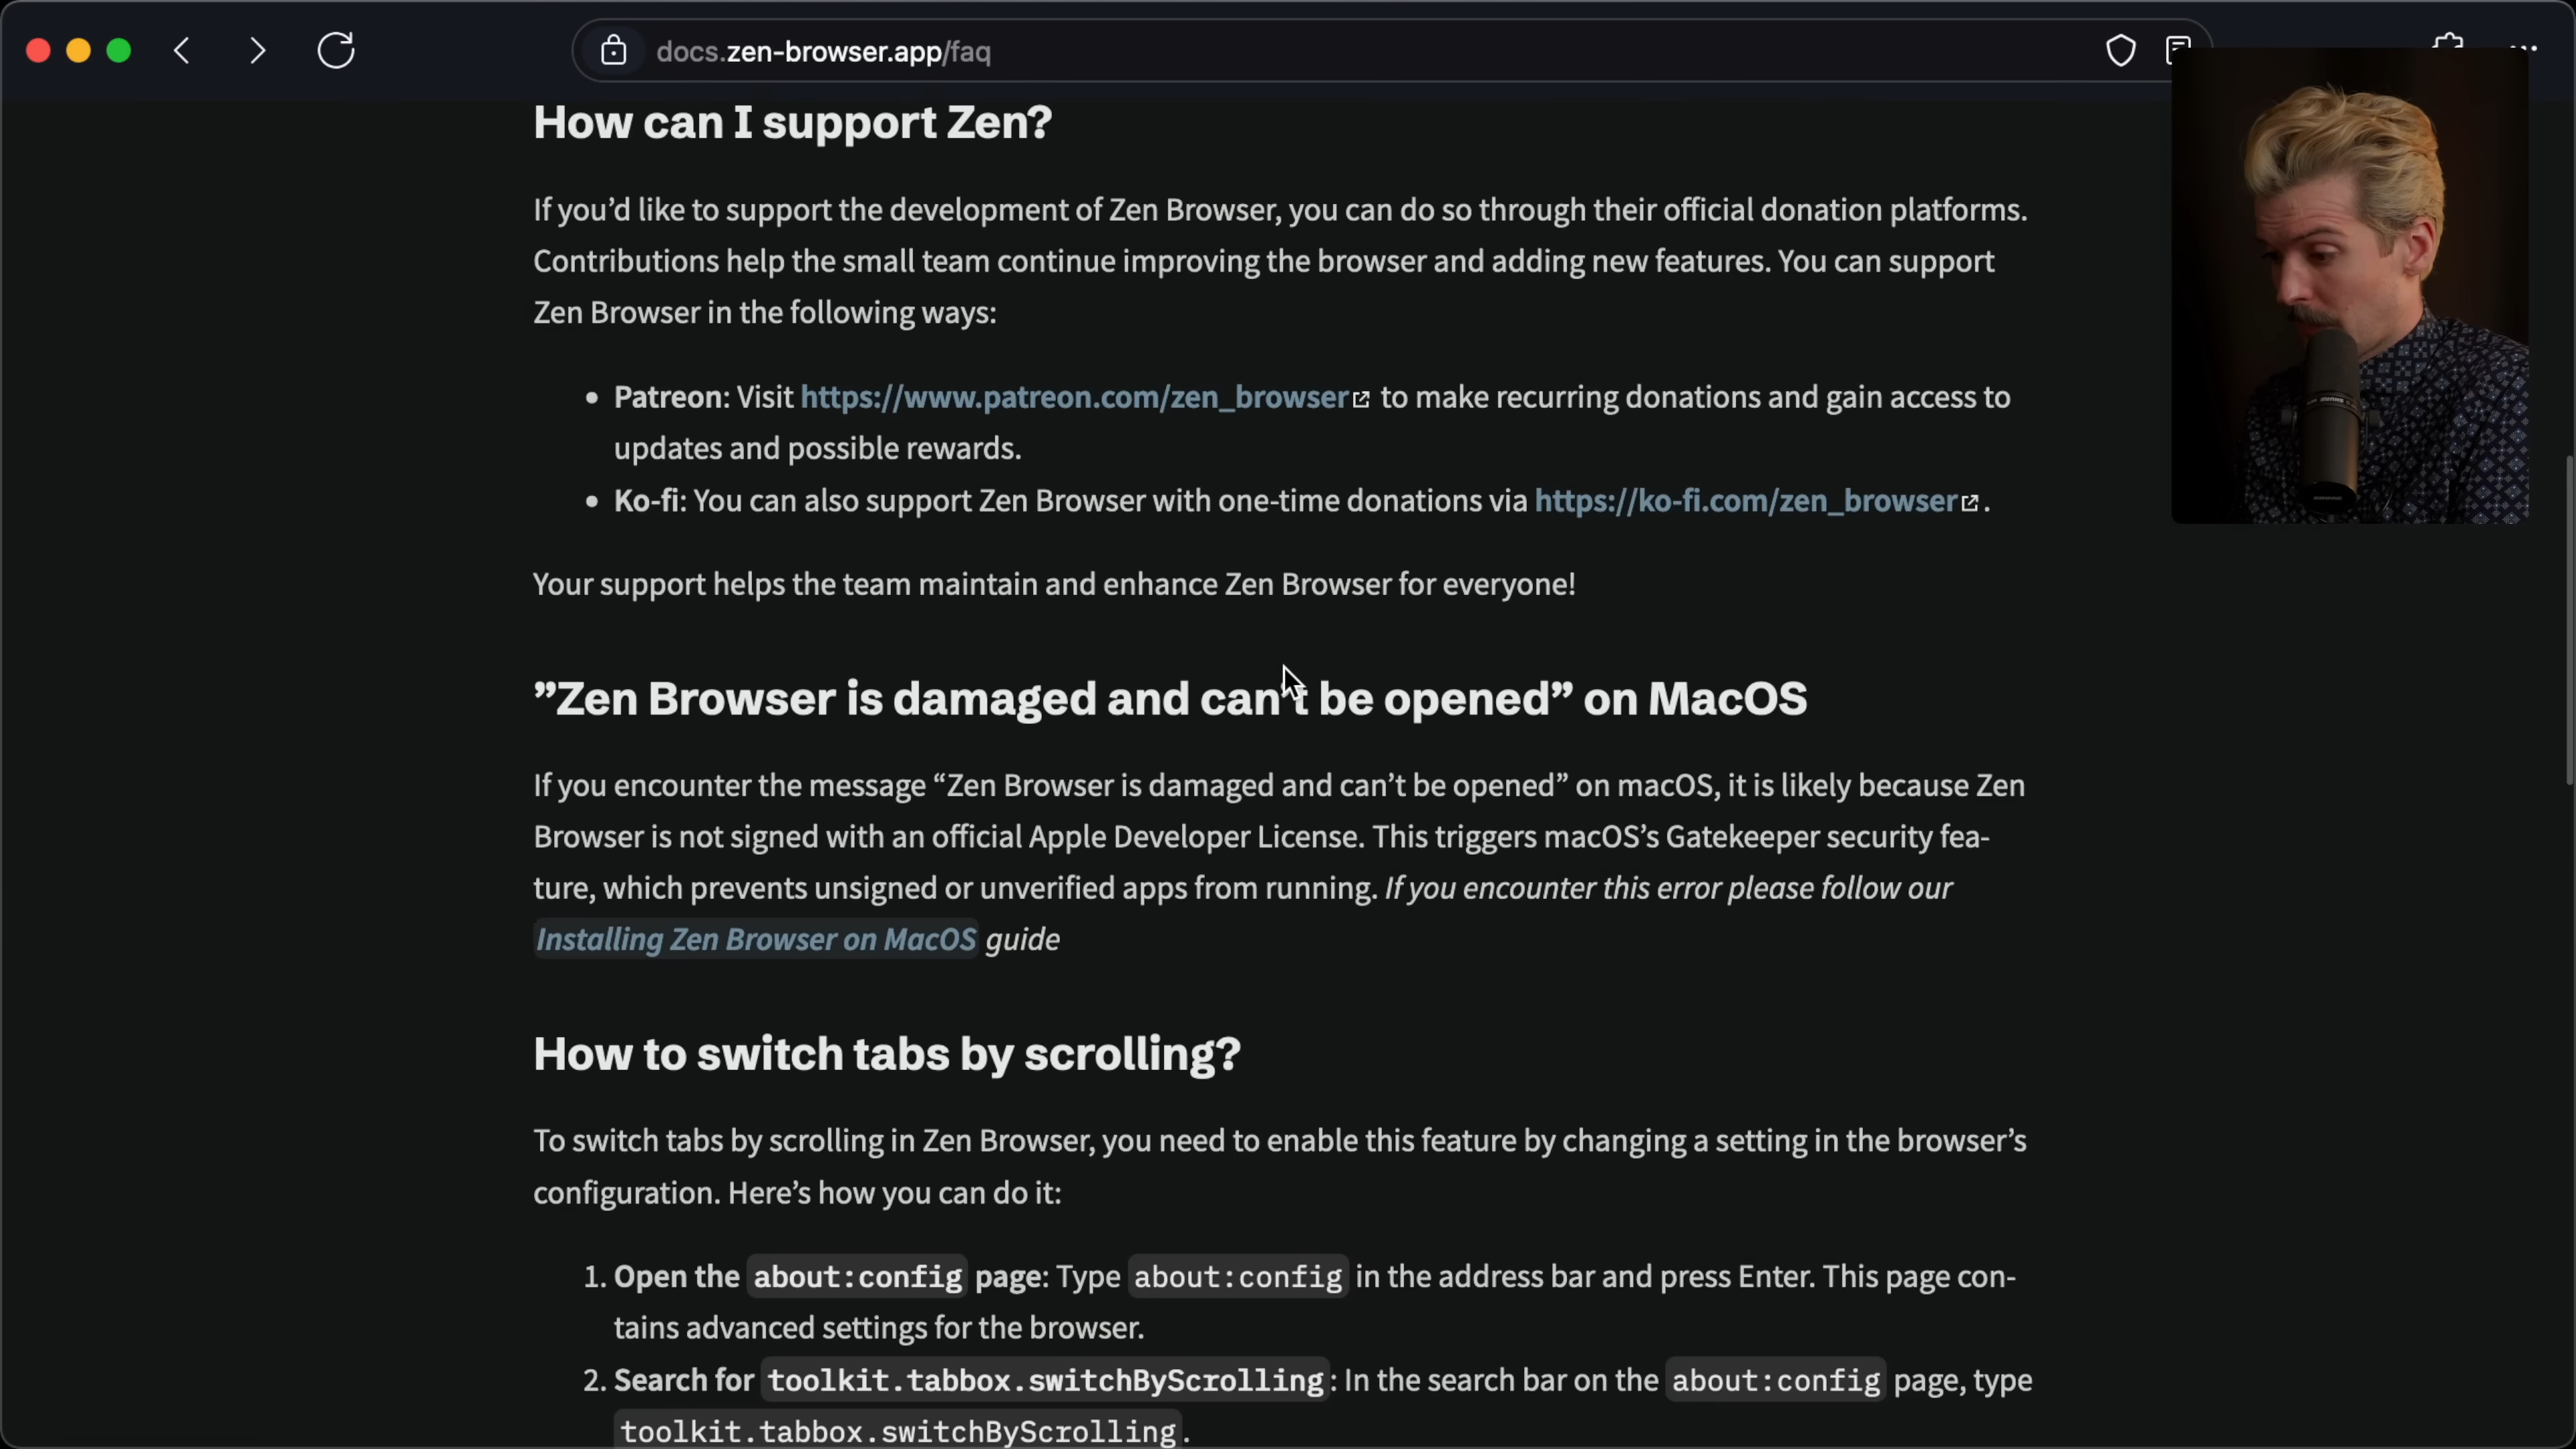 docs.zen-browser.app/faq
How can I support Zen?
If you’d like to support the development of Zen Browser, you can do so through their official donation platforms.
Contributions help the small team continue improving the browser and adding new features. You can support
Zen Browser in the following ways:
• Patreon: Visit https://www.patreon.com/zen_browser to make recurring donations and gain access to
updates and possible rewards.
• Ko-fi: You can also support Zen Browser with one-time donations via https://ko-fi.com/zen_browser.
Your support helps the team maintain and enhance Zen Browser for everyone!
”Zen Browser is damaged and can’t be opened” on MacOS
If you encounter the message “Zen Browser is damaged and can’t be opened” on macOS, it is likely because Zen
Browser is not signed with an official Apple Developer License. This triggers macOS’s Gatekeeper security fea-
ture, which prevents unsigned or unverified apps from running. If you encounter this error please follow our
Installing Zen Browser on MacOS guide
How to switch tabs by scrolling?
To switch tabs by scrolling in Zen Browser, you need to enable this feature by changing a setting in the browser’s
configuration. Here’s how you can do it:
1. Open the about:config page: Type about:config in the address bar and press Enter. This page con-
tains advanced settings for the browser.
2. Search for toolkit.tabbox.switchByScrolling: In the search bar on the about:config page, type
toolkit.tabbox.switchByScrolling.